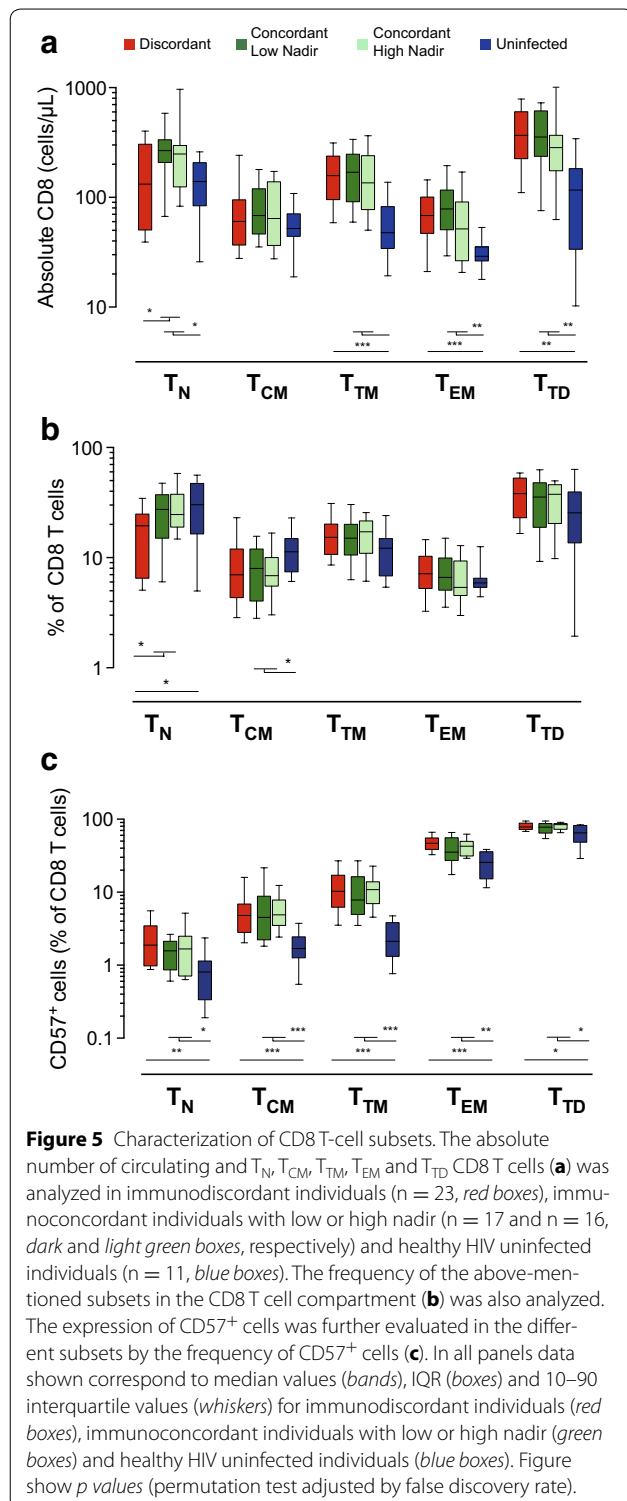 a
Discordant
Concordant
Low Nadir
Concordant
High Nadir
Uninfected
Absolute CD8 (cells/µL)
1000
100
10
* * *** *** ** ** **
TN TCM TTM TEM TTD
b
% of CD8 T cells
100
10
1
* * *
TN TCM TTM TEM TTD
c
CD57+ cells (% of CD8 T cells)
100
10
1
0.1
* *** *** ** *
** *** *** *** *
TN TCM TTM TEM TTD
Figure 5 Characterization of CD8 T-cell subsets. The absolute
number of circulating and TN, TCM, TTM, TEM and TTD CD8 T cells (a) was
analyzed in immunodiscordant individuals (n = 23, red boxes), immu-
noconcordant individuals with low or high nadir (n = 17 and n = 16,
dark and light green boxes, respectively) and healthy HIV uninfected
individuals (n = 11, blue boxes). The frequency of the above-men-
tioned subsets in the CD8 T cell compartment (b) was also analyzed.
The expression of CD57+ cells was further evaluated in the differ-
ent subsets by the frequency of CD57+ cells (c). In all panels data
shown correspond to median values (bands), IQR (boxes) and 10–90
interquartile values (whiskers) for immunodiscordant individuals (red
boxes), immunoconcordant individuals with low or high nadir (green
boxes) and healthy HIV uninfected individuals (blue boxes). Figure
show p values (permutation test adjusted by false discovery rate).